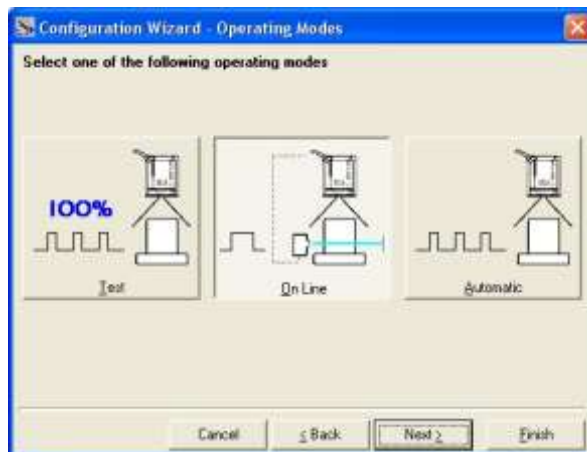 Configuration Wizard - Operating Modes
Select one of the following operating modes
100%
Test
On Line
Automatic
Cancel
< Back
Next >
Finish